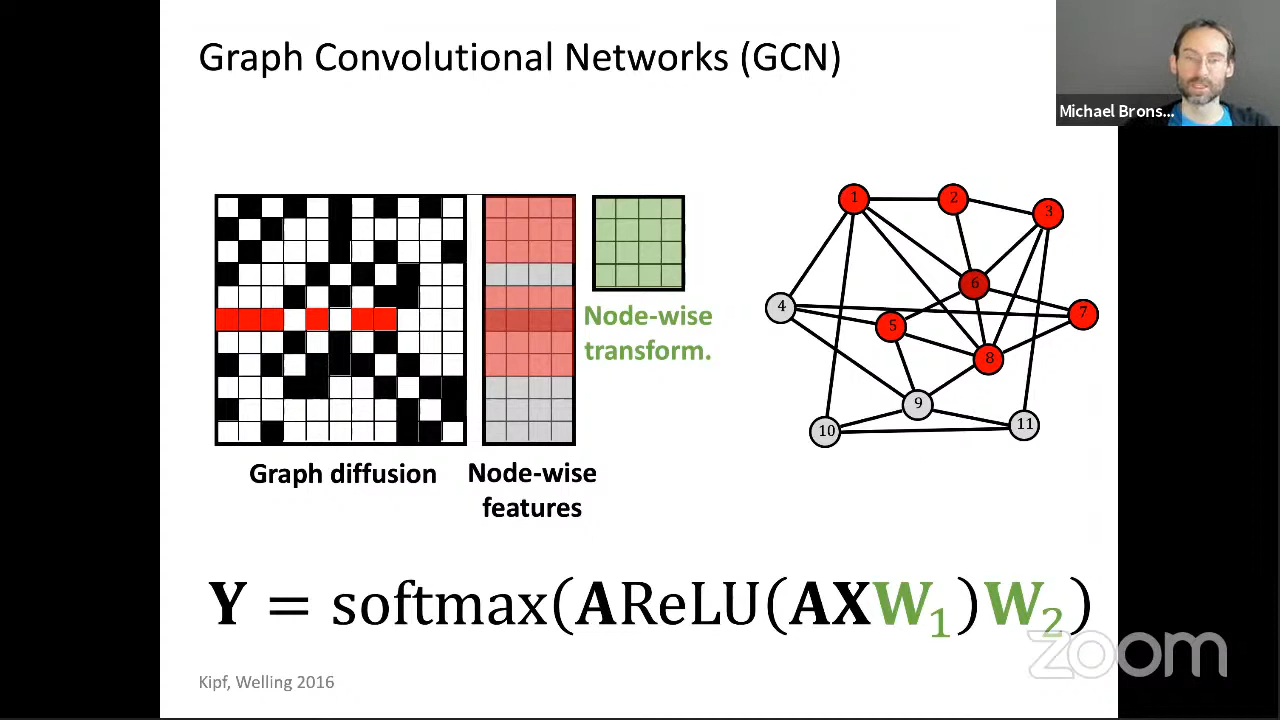 Graph Convolutional Networks (GCN)
Michael Brons...
1
2
3
6
4
7
5
8
9
10
11
Node-wise
transform.
Graph diffusion
Node-wise
features
Y = softmax(AReLU(AXW₁)W₂)
zoom
Kipf, Welling 2016